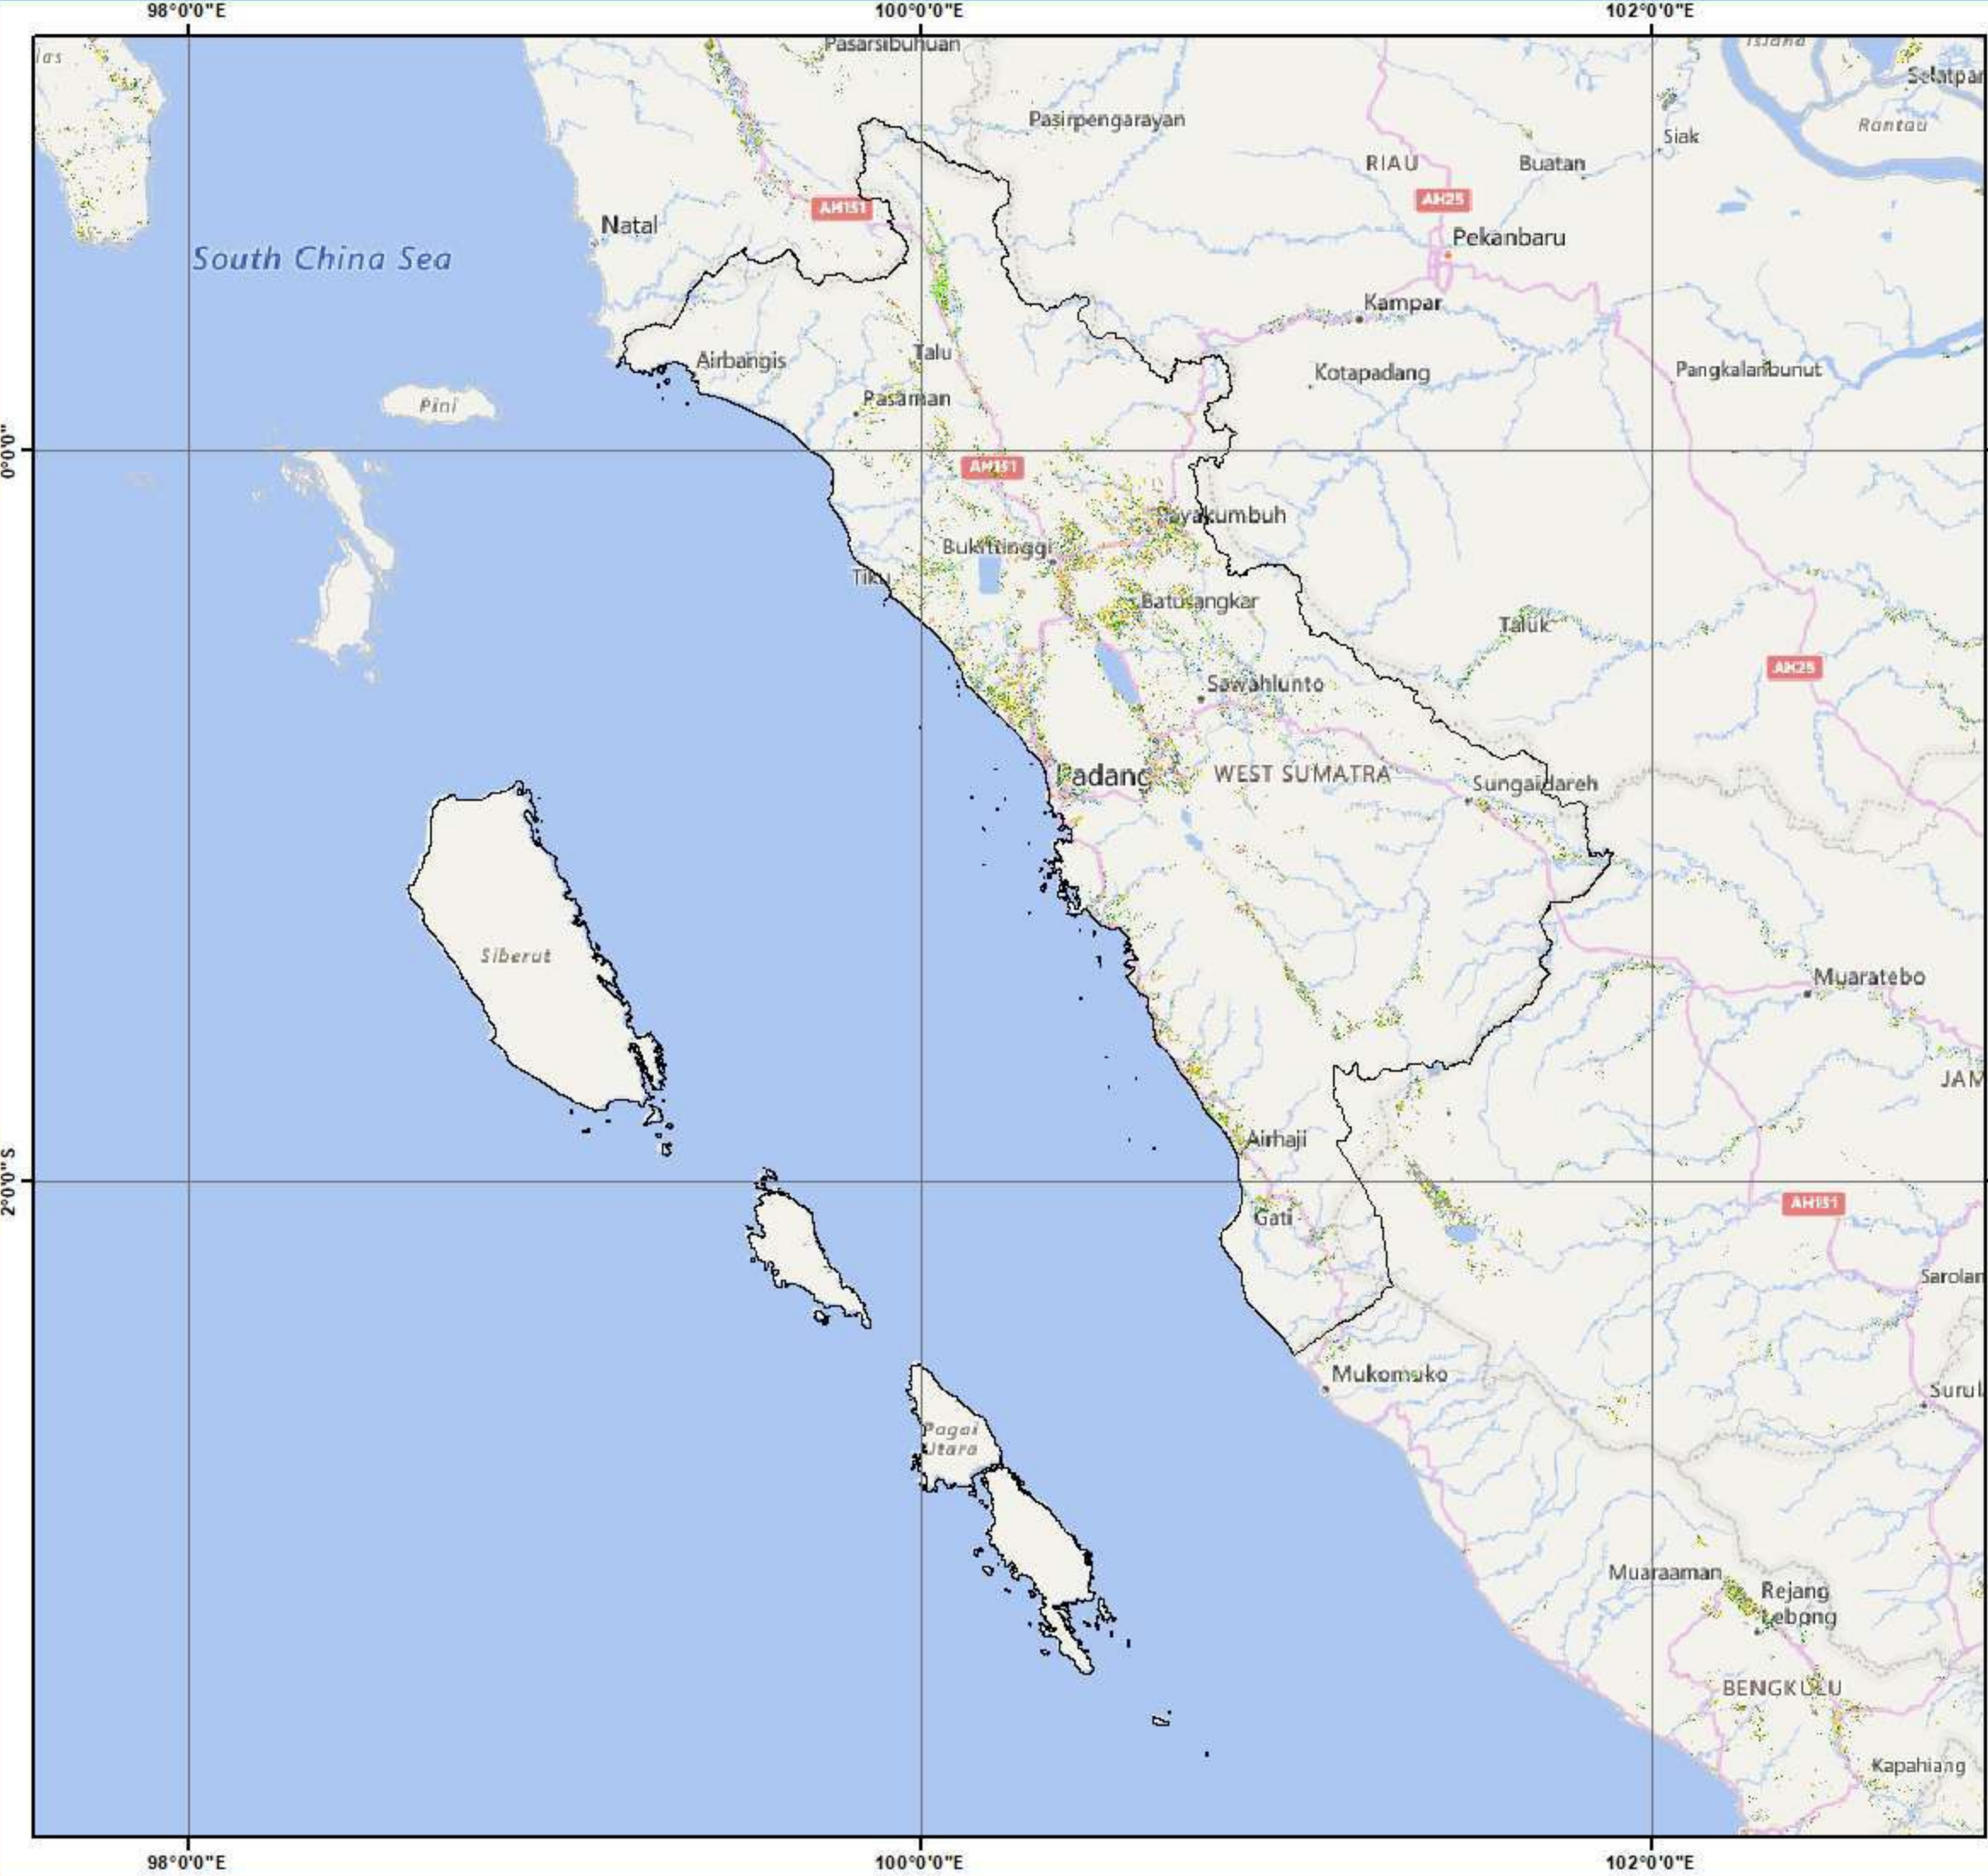 98°0'0"E
100°0'0"E
102°0'0"E
Pasarsibuhuan
Island
Selatpan
Pasirpengarayan
Rantau
Siak
RIAU
Buatan
AH151
AH25
Natal
Pekanbaru
South China Sea
Kampar
Talu
Airbangis
Kotapadang
Pangkalanbunut
Pini
Pasaman
0°0'0"
AH151
Payakumbuh
Bukittinggi
Tiku
Batusangkar
Taluk
AH25
Sawahlunto
Padang
WEST SUMATRA
Sungaidareh
Siberut
Muaratebo
JAM
Airhaji
2°0'0"S
AH151
Gati
Sarolan
Mukomuko
Surul
Pagai
Utara
Muaraaman
Rejang
Lebong
BENGKULU
Kapahiang
98°0'0"E
100°0'0"E
102°0'0"E